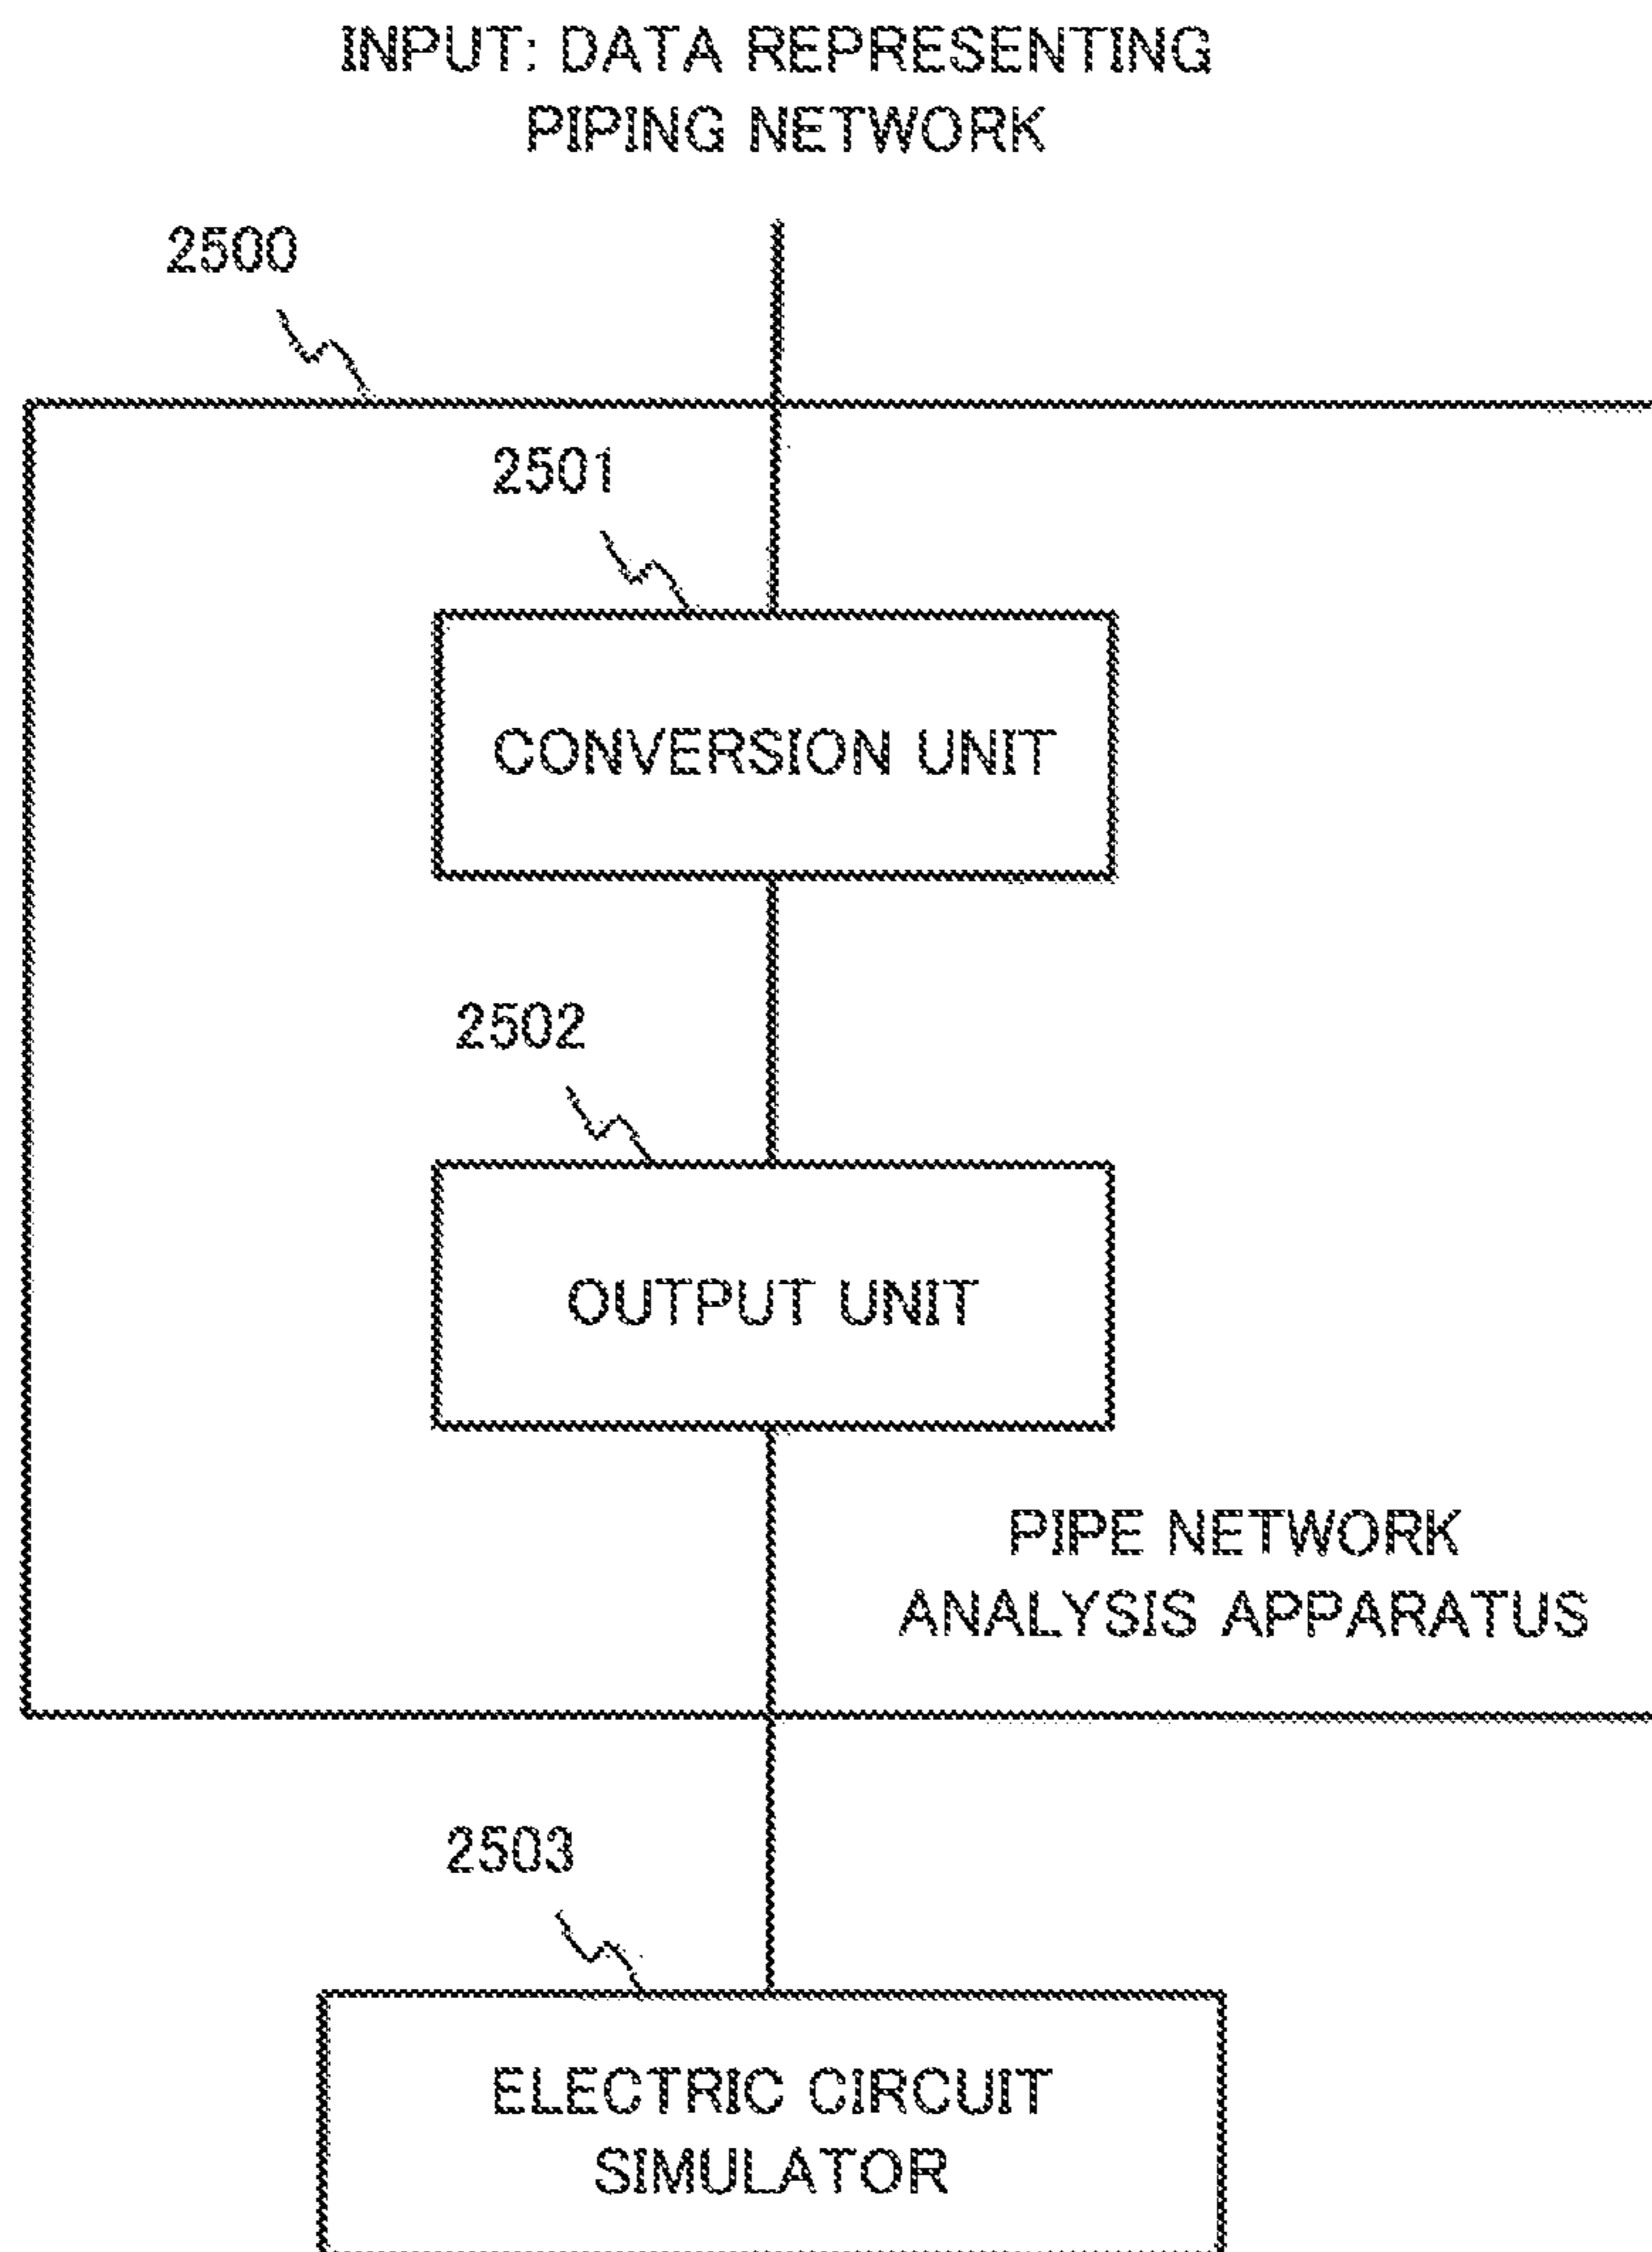 INPUT: DATA REPRESENTING
PIPING NETWORK
2500
2501
CONVERSION UNIT
2502
OUTPUT UNIT
PIPE NETWORK
ANALYSIS APPARATUS
2503
ELECTRIC CIRCUIT
SIMULATOR